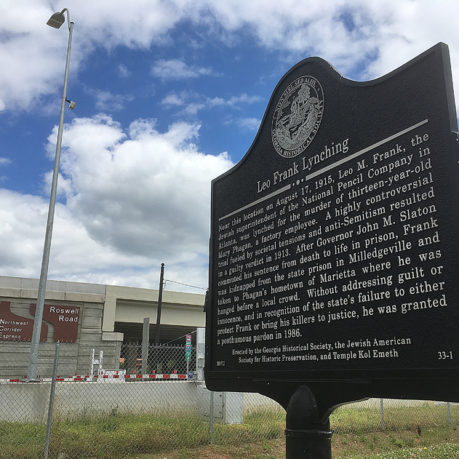 Leo Frank Lynching
Near this location on August 17, 1915, Leo M. Frank, the
Jewish superintendent of the National Pencil Company in
Atlanta, was lynched for the murder of thirteen-year-old
Mary Phagan, a factory employee. A highly controversial
trial fueled by societal tensions and anti-Semitism resulted
in a guilty verdict in 1913. After Governor John M. Slaton
commuted his sentence from death to life in prison, Frank
was kidnapped from the state prison in Milledgeville and
taken to Phagan's hometown of Marietta where he was
hanged before a local crowd. Without addressing guilt or
innocence, and in recognition of the state's failure to either
protect Frank or bring his killers to justice, he was granted
a posthumous pardon in 1986.
Erected by the Georgia Historical Society, the Jewish American
Society for Historic Preservation, and Temple Kol Emeth
33-1
Roswell
Road
Northwest
Corridor
Express